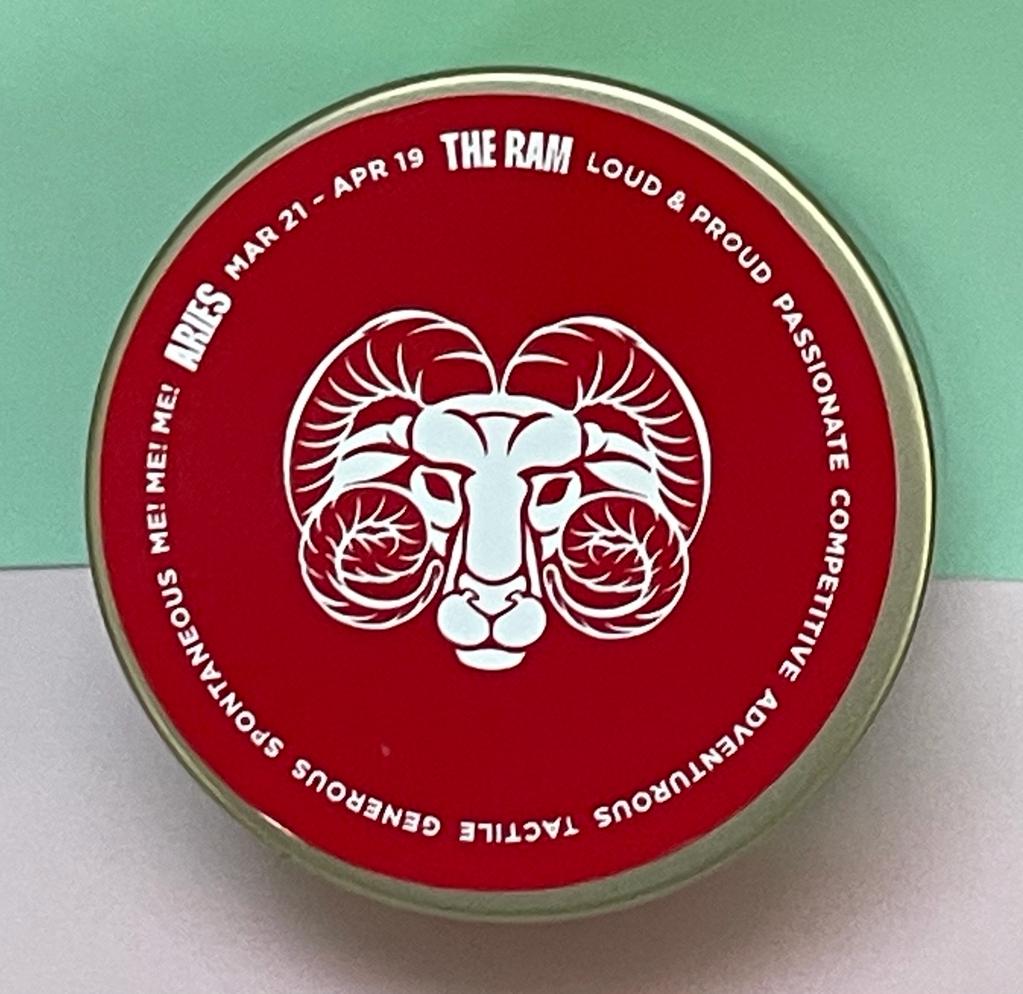 ARIES MAR 21 - APR 19 THE RAM LOUD & PROUD PASSIONATE COMPETITIVE ADVENTUROUS TACTILE GENEROUS SPONTANEOUS ME! ME! ME!